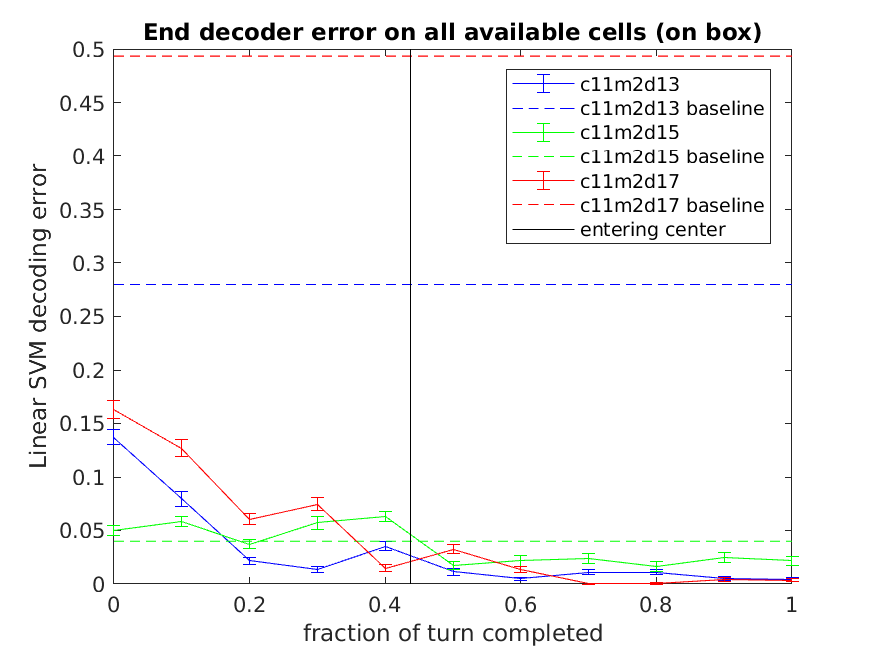 End decoder error on all available cells (on box)
0.5
0.45
0.4
0.35
0.3
0.25
0.2
0.15
0.1
0.05
0
Linear SVM decoding error
c11m2d13
c11m2d13 baseline
c11m2d15
c11m2d15 baseline
c11m2d17
c11m2d17 baseline
entering center
0 0.2 0.4 0.6 0.8 1
fraction of turn completed